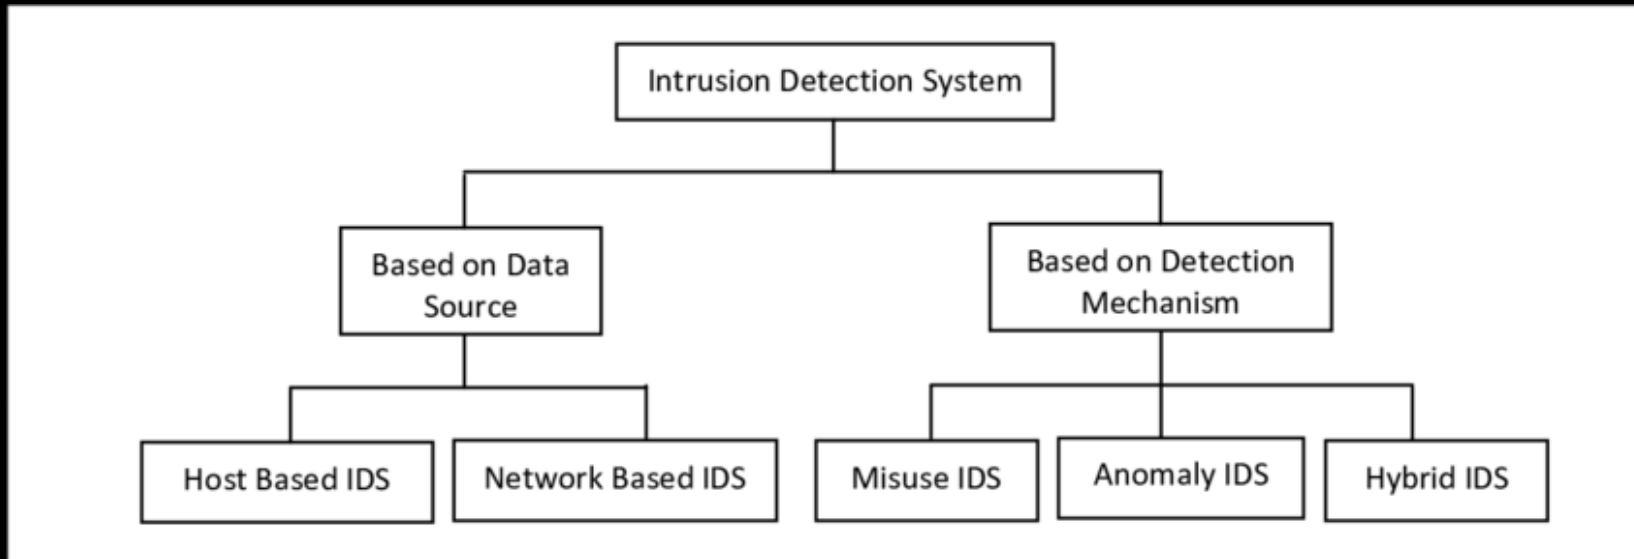 Intrusion Detection System
Based on Data
Source
Based on Detection
Mechanism
Host Based IDS
Network Based IDS
Misuse IDS
Anomaly IDS
Hybrid IDS